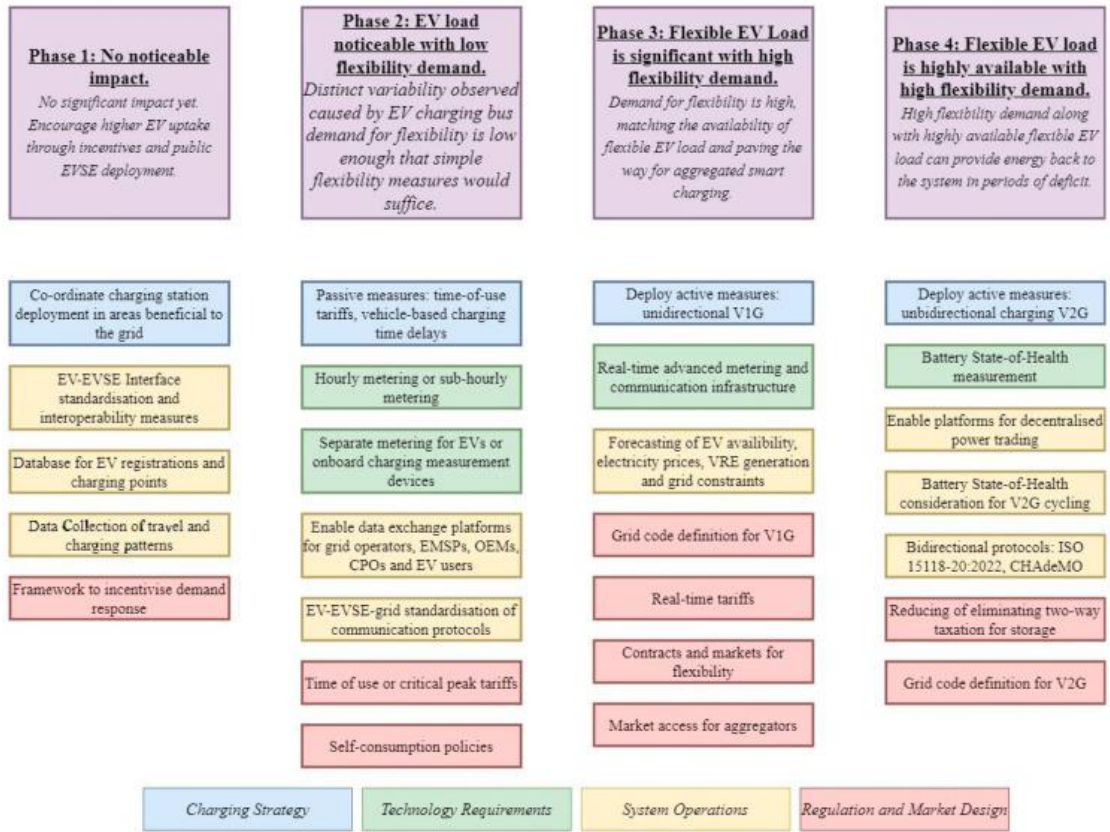 Phase 1: No noticeable
impact.
No significant impact yet.
Encourage higher EV uptake
through incentives and public
EVSE deployment.
Phase 2: EV load
noticeable with low
flexibility demand.
Distinct variability observed
caused by EV charging bus
demand for flexibility is low
enough that simple
flexibility measures would
suffice.
Phase 3: Flexible EV Load
is significant with high
flexibility demand.
Demand for flexibility is high,
matching the availability of
flexible EV load and paving the
way for aggregated smart
charging.
Phase 4: Flexible EV load
is highly available with
high flexibility demand.
High flexibility demand along
with highly available flexible EV
load can provide energy back to
the system in periods of deficit.
Co-ordinate charging station
deployment in areas beneficial to
the grid
EV-EVSE Interface
standardisation and
interoperability measures
Database for EV registrations and
charging points
Data Collection of travel and
charging patterns
Framework to incentivise demand
response
Passive measures: time-of-use
tariffs, vehicle-based charging
time delays
Hourly metering or sub-hourly
metering
Separate metering for EVs or
onboard charging measurement
devices
Enable data exchange platforms
for grid operators, EMSPs, OEMs,
CPOs and EV users
EV-EVSE-grid standardisation of
communication protocols
Time of use or critical peak tariffs
Self-consumption policies
Deploy active measures:
unidirectional V1G
Real-time advanced metering and
communication infrastructure
Forecasting of EV availibility,
electricity prices, VRE generation
and grid constraints
Grid code definition for V1G
Real-time tariffs
Contracts and markets for
flexibility
Market access for aggregators
Deploy active measures:
unbidirectional charging V2G
Battery State-of-Health
measurement
Enable platforms for decentralised
power trading
Battery State-of-Health
consideration for V2G cycling
Bidirectional protocols: ISO
15118-20:2022, CHAdeMO
Reducing of eliminating two-way
taxation for storage
Grid code definition for V2G
Charging Strategy
Technology Requirements
System Operations
Regulation and Market Design